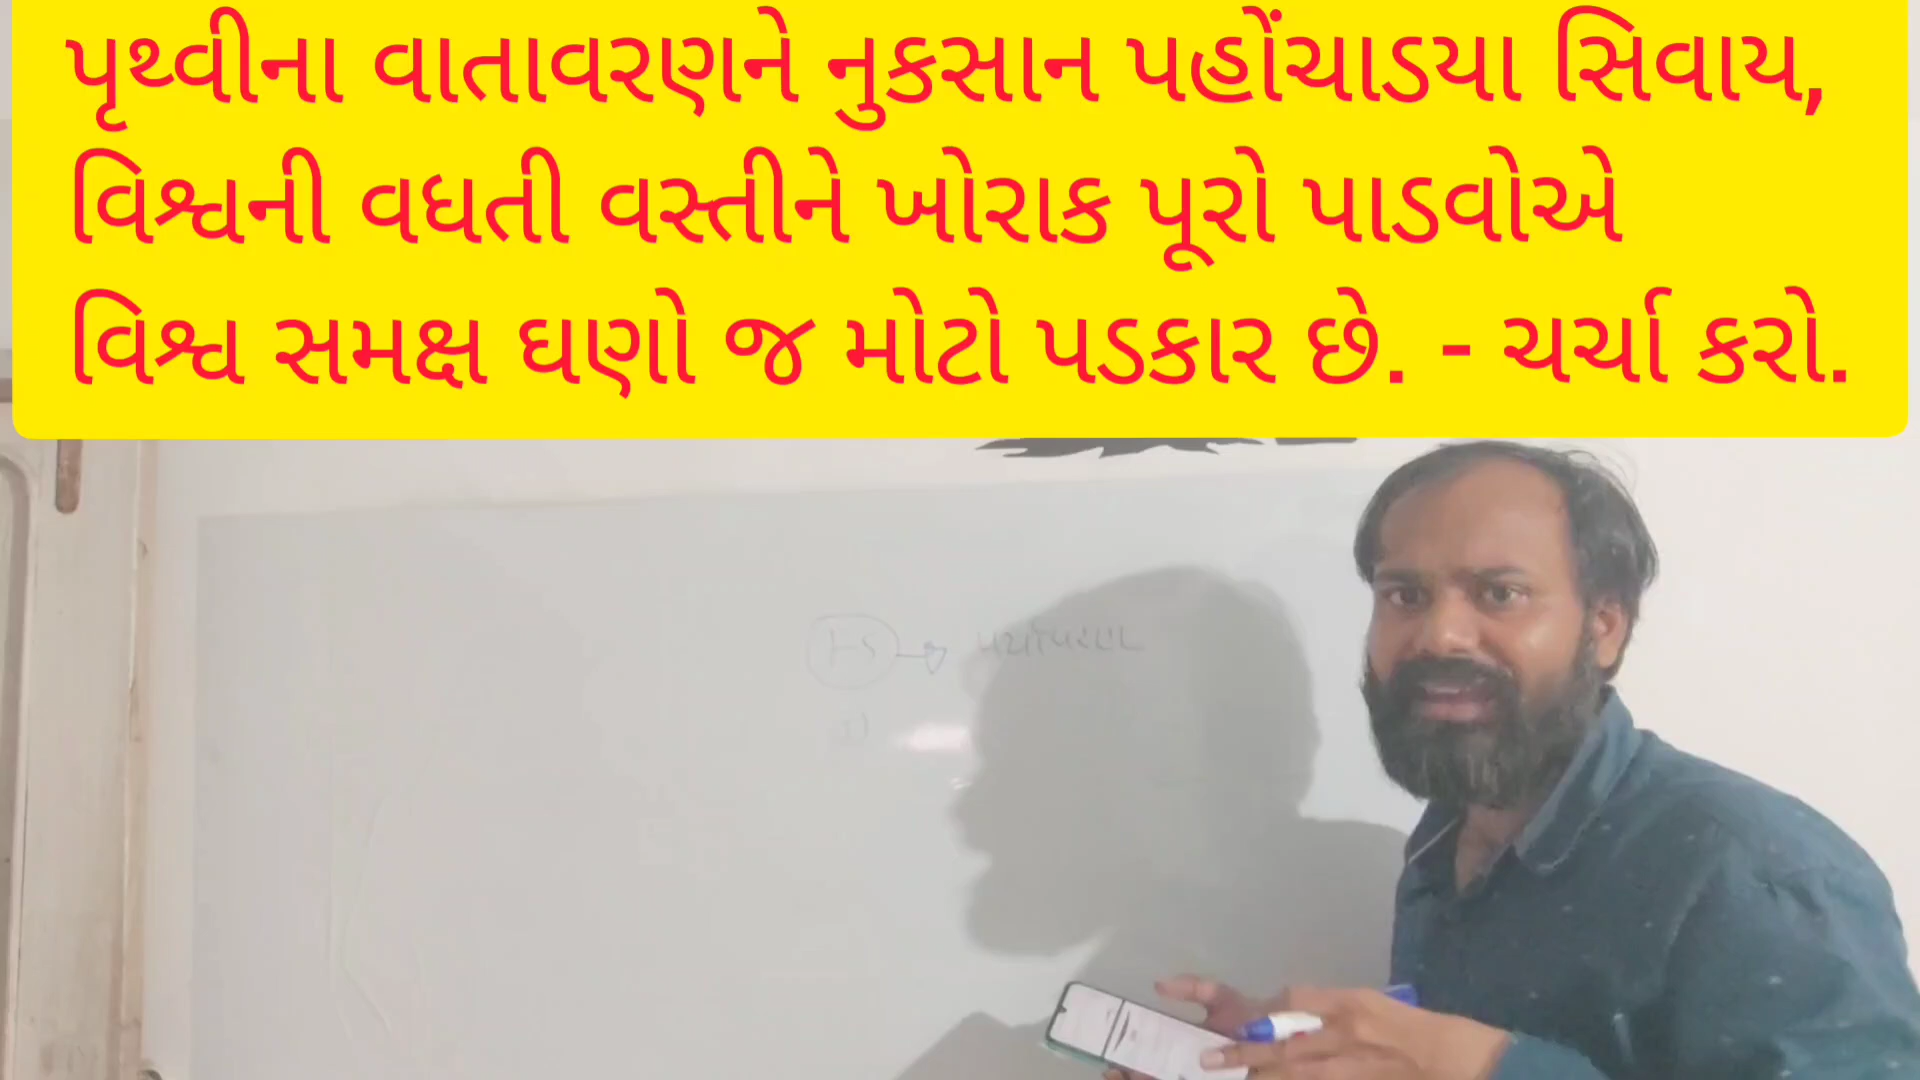 પૃથ્વીના વાતાવરણને નુકસાન પહોંચાડયા સિવાય,
વિશ્વની વધતી વસ્તીને ખોરાક પૂરો પાડવોએ
વિશ્વ સમક્ષ ઘણો જ મોટો પડકાર છે. - ચર્ચા કરો.